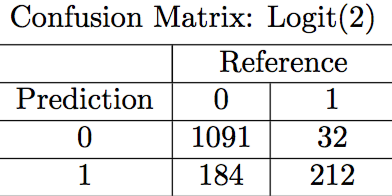 Confusion Matrix: Logit(2)
Reference
Prediction 0 1
0 1091 32
1 184 212